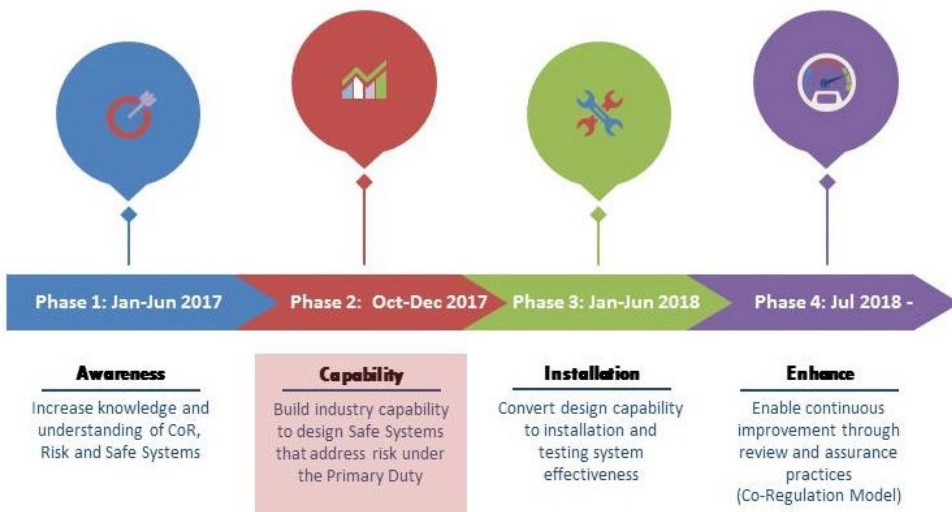 Phase 1: Jan-Jun 2017
Phase 2: Oct-Dec 2017
Phase 3: Jan-Jun 2018
Phase 4: Jul 2018 -
Awareness
Increase knowledge and
understanding of CoR,
Risk and Safe Systems
Capability
Build industry capability
to design Safe Systems
that address risk under
the Primary Duty
Installation
Convert design capability
to installation and
testing system
effectiveness
Enhance
Enable continuous
improvement through
review and assurance
practices
(Co-Regulation Model)